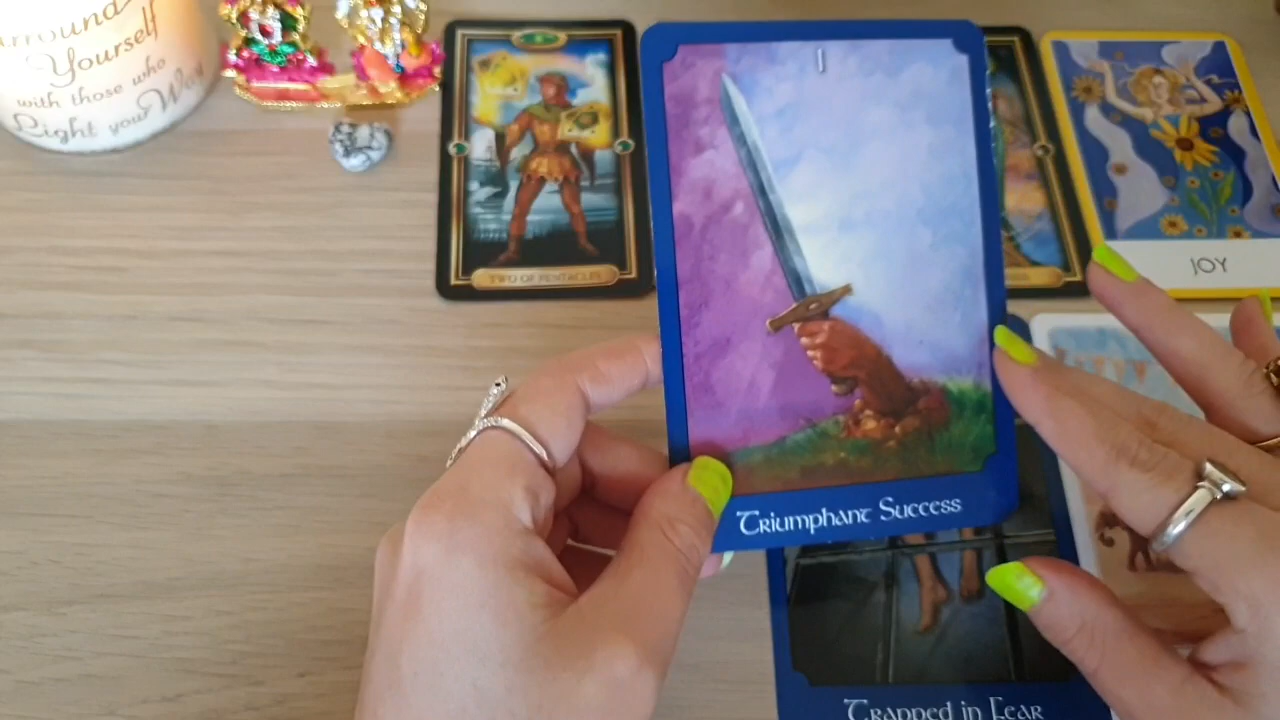 Surround
Yourself
with those who
Light your Way
TWO OF PENTACLES
I
JOY
Triumphant Success
Trapped in Fear